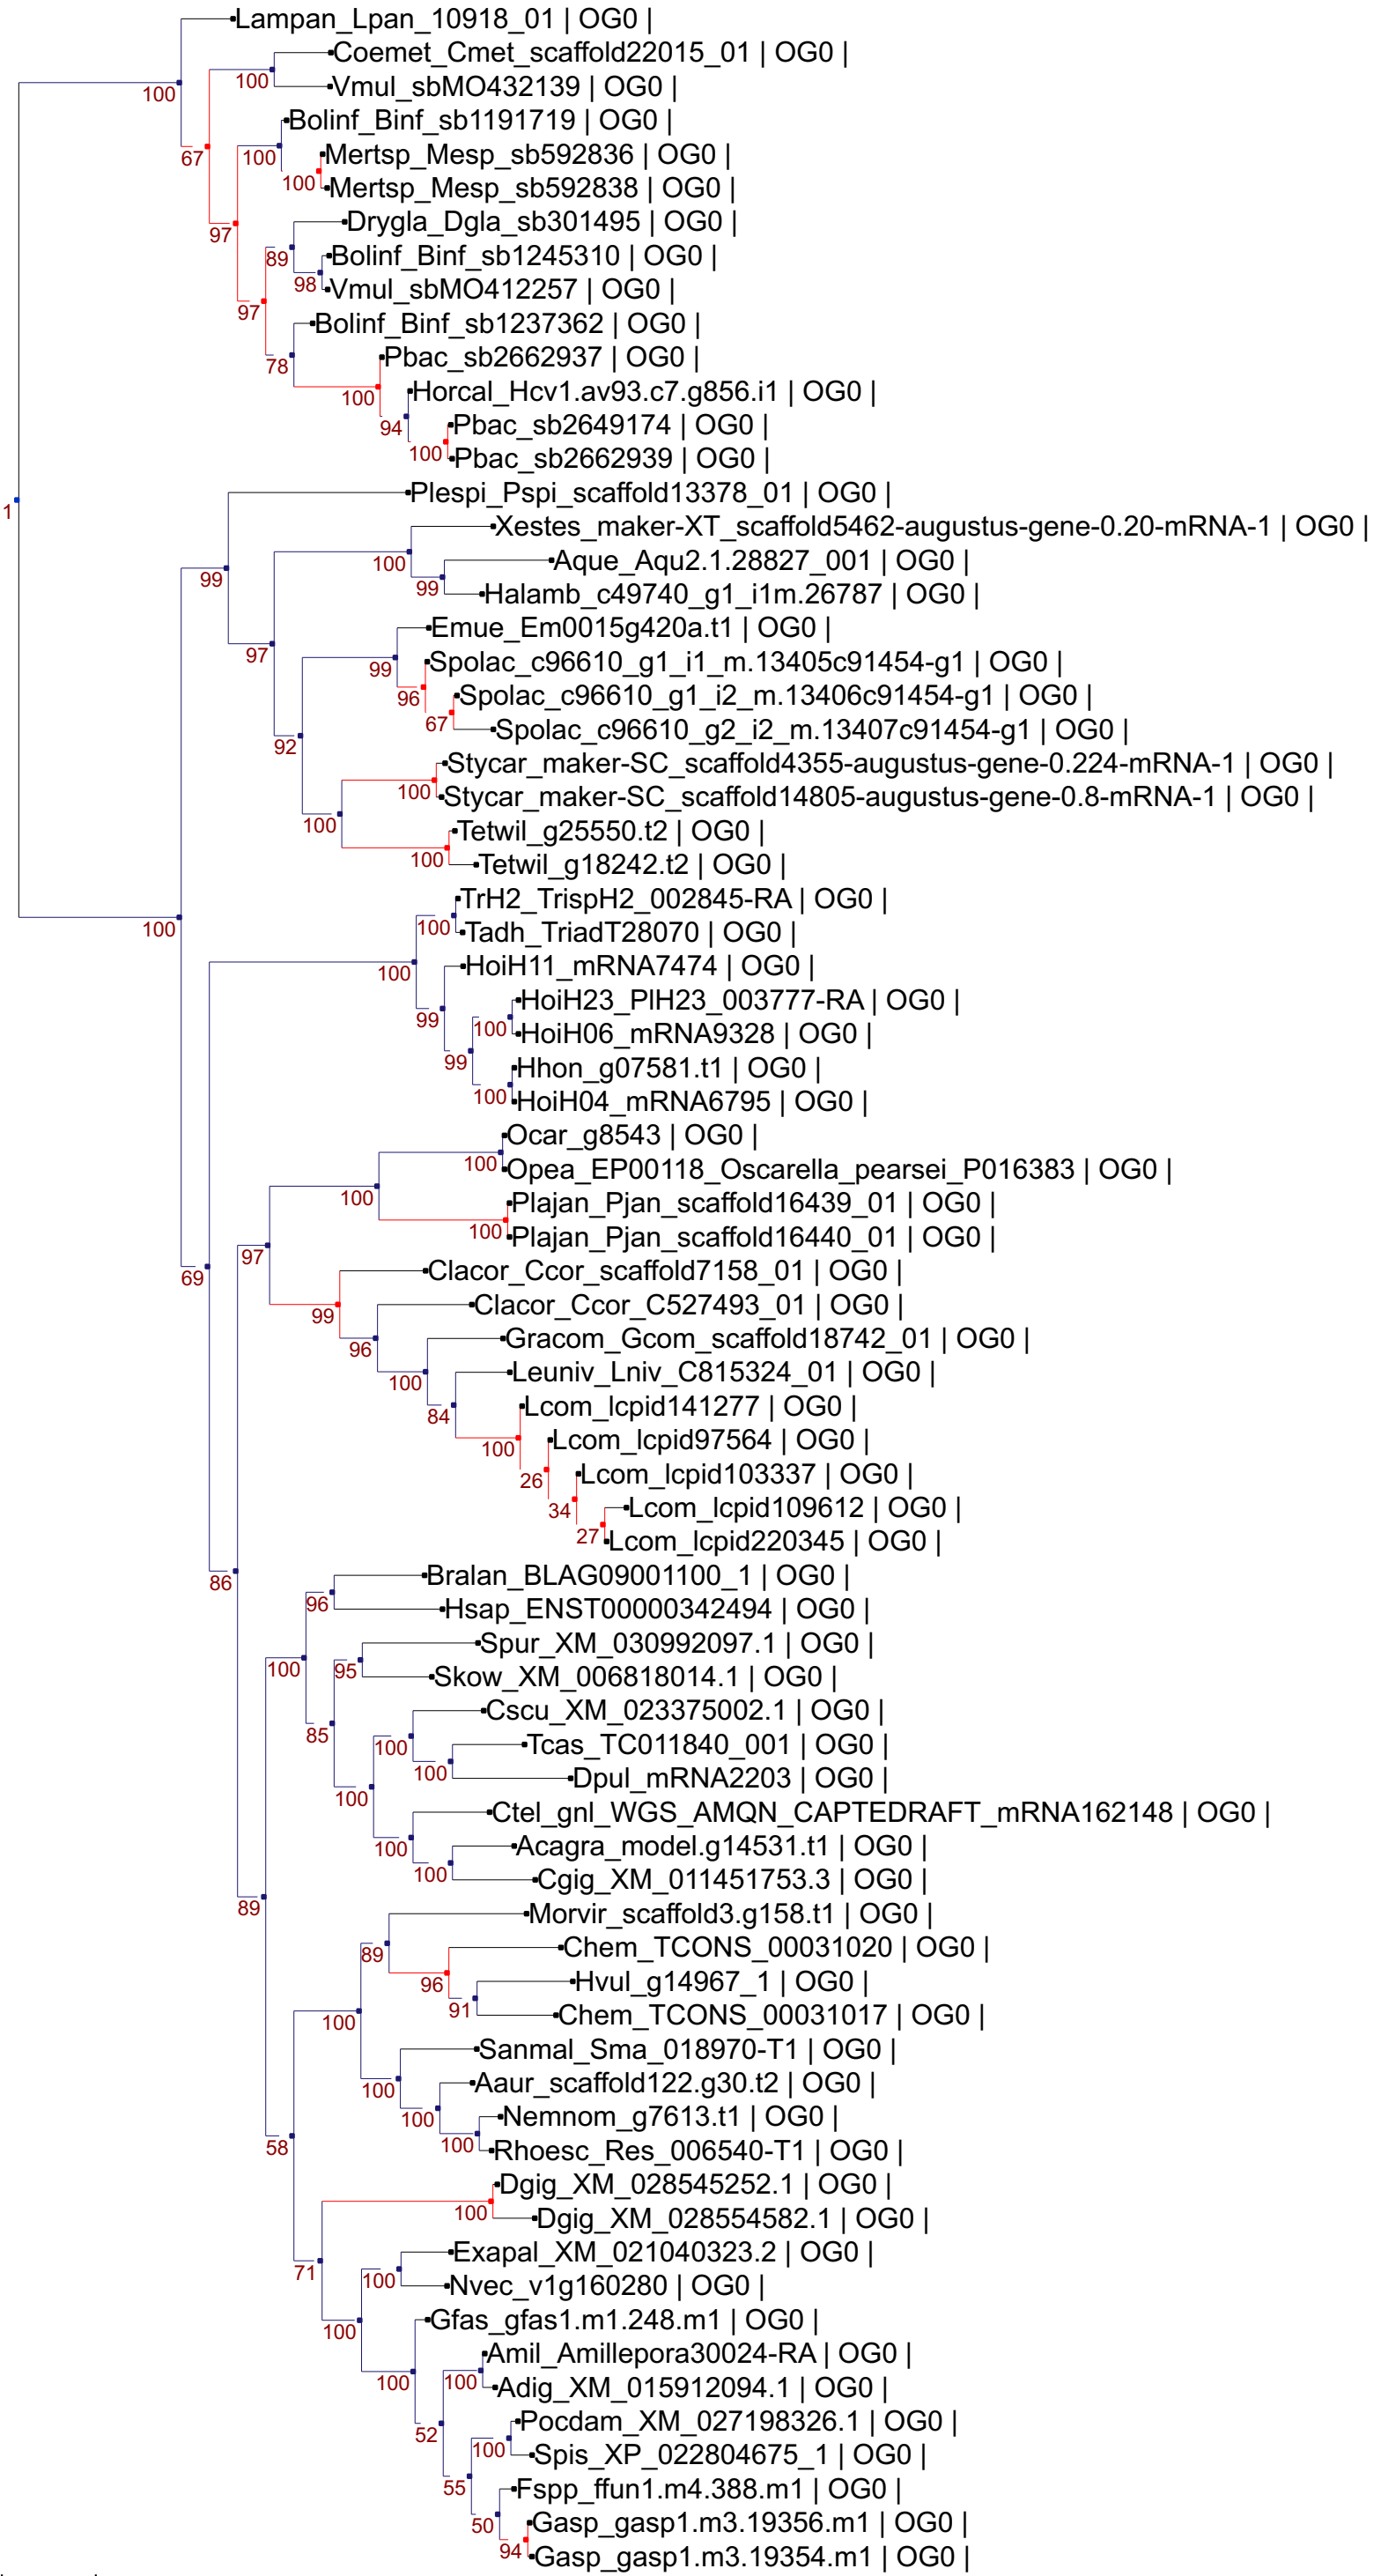 Lampan_Lpan_10918_01 | OG0 |
Coemet_Cmet_scaffold22015_01 | OG0 |
100
Vmul_sbMO432139 | OG0 |
100
Bolinf_Binf_sb1191719 | OG0 |
67
100
Mertsp_Mesp_sb592836 | OG0 |
100
Mertsp_Mesp_sb592838 | OG0 |
Drygla_Dgla_sb301495 | OG0 |
97
89
Bolinf_Binf_sb1245310 | OG0 |
98
Vmul_sbMO412257 | OG0 |
97
Bolinf_Binf_sb1237362 | OG0 |
78
Pbac_sb2662937 | OG0 |
100
Horcal_Hcv1.av93.c7.g856.i1 | OG0 |
94
Pbac_sb2649174 | OG0 |
100
Pbac_sb2662939 | OG0 |
Plespi_Pspi_scaffold13378_01 | OG0 |
1
Xestes_maker-XT_scaffold5462-augustus-gene-0.20-mRNA-1 | OG0 |
100
Aque_Aqu2.1.28827_001 | OG0 |
99
99
Halamb_c49740_g1_i1m.26787 | OG0 |
Emue_Em0015g420a.t1 | OG0 |
97
99
Spolac_c96610_g1_i1_m.13405c91454-g1 | OG0 |
96
Spolac_c96610_g1_i2_m.13406c91454-g1 | OG0 |
67
Spolac_c96610_g2_i2_m.13407c91454-g1 | OG0 |
92
Stycar_maker-SC_scaffold4355-augustus-gene-0.224-mRNA-1 | OG0 |
100
Stycar_maker-SC_scaffold14805-augustus-gene-0.8-mRNA-1 | OG0 |
100
Tetwil_g25550.t2 | OG0 |
100
Tetwil_g18242.t2 | OG0 |
TrH2_TrispH2_002845-RA | OG0 |
100
100
Tadh_TriadT28070 | OG0 |
HoiH11_mRNA7474 | OG0 |
100
HoiH23_PlH23_003777-RA | OG0 |
99
100
HoiH06_mRNA9328 | OG0 |
99
Hhon_g07581.t1 | OG0 |
100
HoiH04_mRNA6795 | OG0 |
Ocar_g8543 | OG0 |
100
Opea_EP00118_Oscarella_pearsei_P016383 | OG0 |
100
Plajan_Pjan_scaffold16439_01 | OG0 |
100
Plajan_Pjan_scaffold16440_01 | OG0 |
97
Clacor_Ccor_scaffold7158_01 | OG0 |
69
Clacor_Ccor_C527493_01 | OG0 |
99
Gracom_Gcom_scaffold18742_01 | OG0 |
96
Leuniv_Lniv_C815324_01 | OG0 |
100
Lcom_lcpid141277 | OG0 |
84
Lcom_lcpid97564 | OG0 |
100
Lcom_lcpid103337 | OG0 |
26
Lcom_lcpid109612 | OG0 |
34
27
Lcom_lcpid220345 | OG0 |
Bralan_BLAG09001100_1 | OG0 |
86
96
Hsap_ENST00000342494 | OG0 |
Spur_XM_030992097.1 | OG0 |
100
95
Skow_XM_006818014.1 | OG0 |
Cscu_XM_023375002.1 | OG0 |
85
100
Tcas_TC011840_001 | OG0 |
100
Dpul_mRNA2203 | OG0 |
100
Ctel_gnl_WGS_AMQN_CAPTEDRAFT_mRNA162148 | OG0 |
100
Acagra_model.g14531.t1 | OG0 |
100
Cgig_XM_011451753.3 | OG0 |
89
Morvir_scaffold3.g158.t1 | OG0 |
89
Chem_TCONS_00031020 | OG0 |
96
Hvul_g14967_1 | OG0 |
91
Chem_TCONS_00031017 | OG0 |
100
Sanmal_Sma_018970-T1 | OG0 |
100
Aaur_scaffold122.g30.t2 | OG0 |
100
Nemnom_g7613.t1 | OG0 |
58
100
Rhoesc_Res_006540-T1 | OG0 |
Dgig_XM_028545252.1 | OG0 |
100
Dgig_XM_028554582.1 | OG0 |
Exapal_XM_021040323.2 | OG0 |
71
100
Nvec_v1g160280 | OG0 |
Gfas_gfas1.m1.248.m1 | OG0 |
100
Amil_Amillepora30024-RA | OG0 |
100
100
Adig_XM_015912094.1 | OG0 |
Pocdam_XM_027198326.1 | OG0 |
52
100
Spis_XP_022804675_1 | OG0 |
55
Fspp_ffun1.m4.388.m1 | OG0 |
50
Gasp_gasp1.m3.19356.m1 | OG0 |
94
Gasp_gasp1.m3.19354.m1 | OG0 |